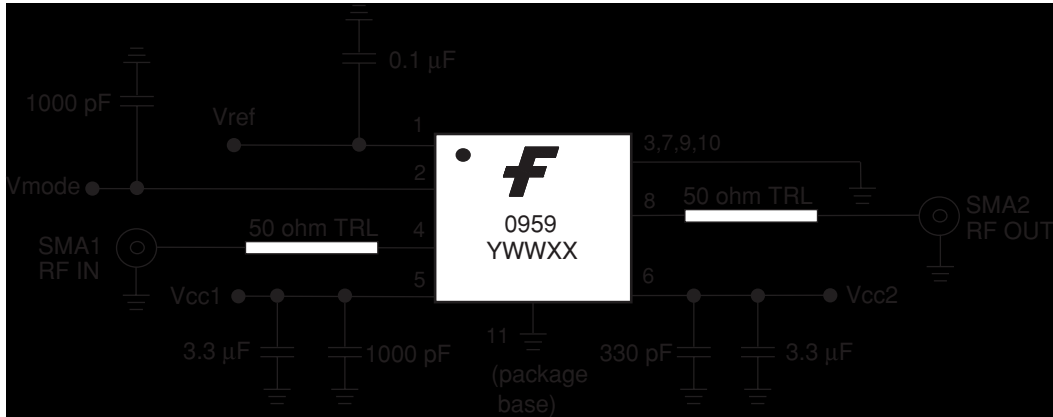 0.1 µF
1000 pF
Vref
1
3,7,9,10
Vmode
2
50 ohm TRL
8
SMA2
RF OUT
0959
YWWXX
50 ohm TRL
4
SMA1
RF IN
Vcc1
5
6
Vcc2
11
3.3 µF
1000 pF
330 pF
3.3 µF
(package
base)